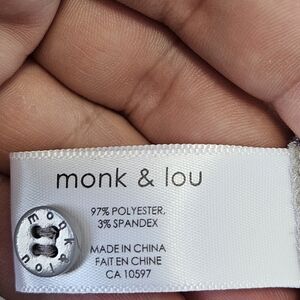 monk & lou
97% POLYESTER,
3% SPANDEX
MADE IN CHINA
FAIT EN CHINE
CA 10597
monk & lou